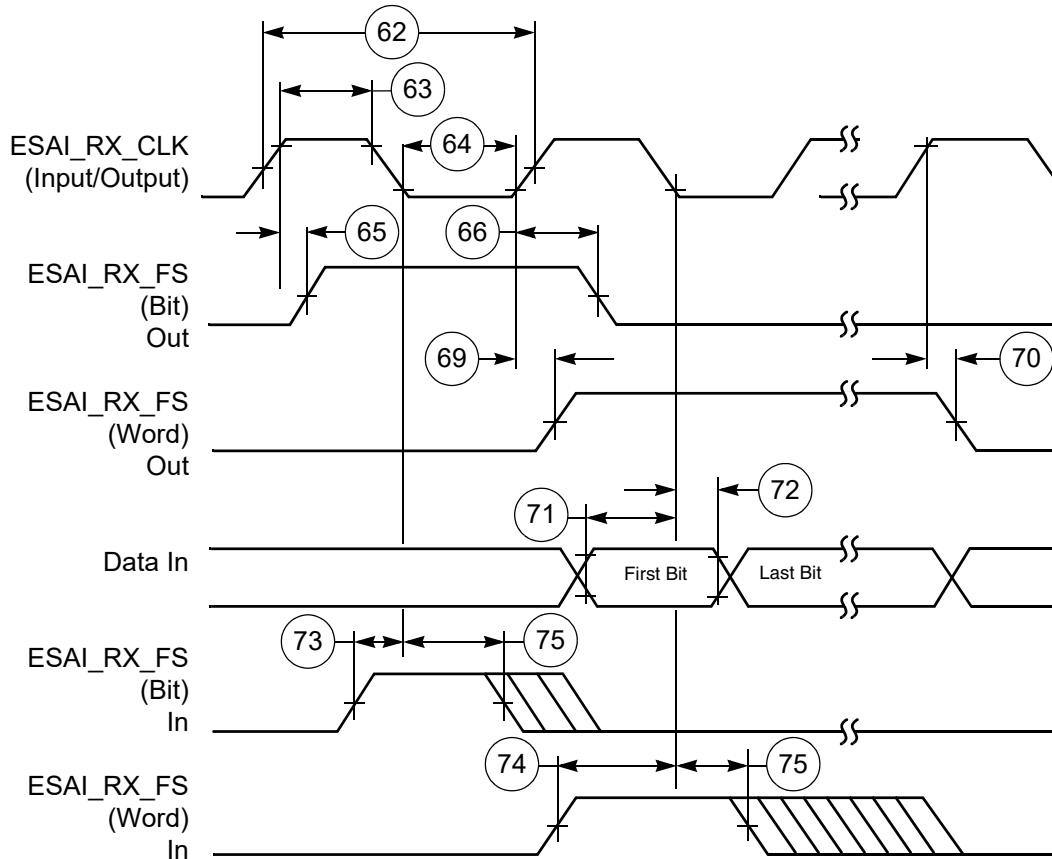 62
63
ESAI_RX_CLK
(Input/Output)
64
65
66
ESAI_RX_FS
(Bit)
Out
69
70
ESAI_RX_FS
(Word)
Out
71
72
Data In
First Bit
Last Bit
73
75
ESAI_RX_FS
(Bit)
In
74
75
ESAI_RX_FS
(Word)
In